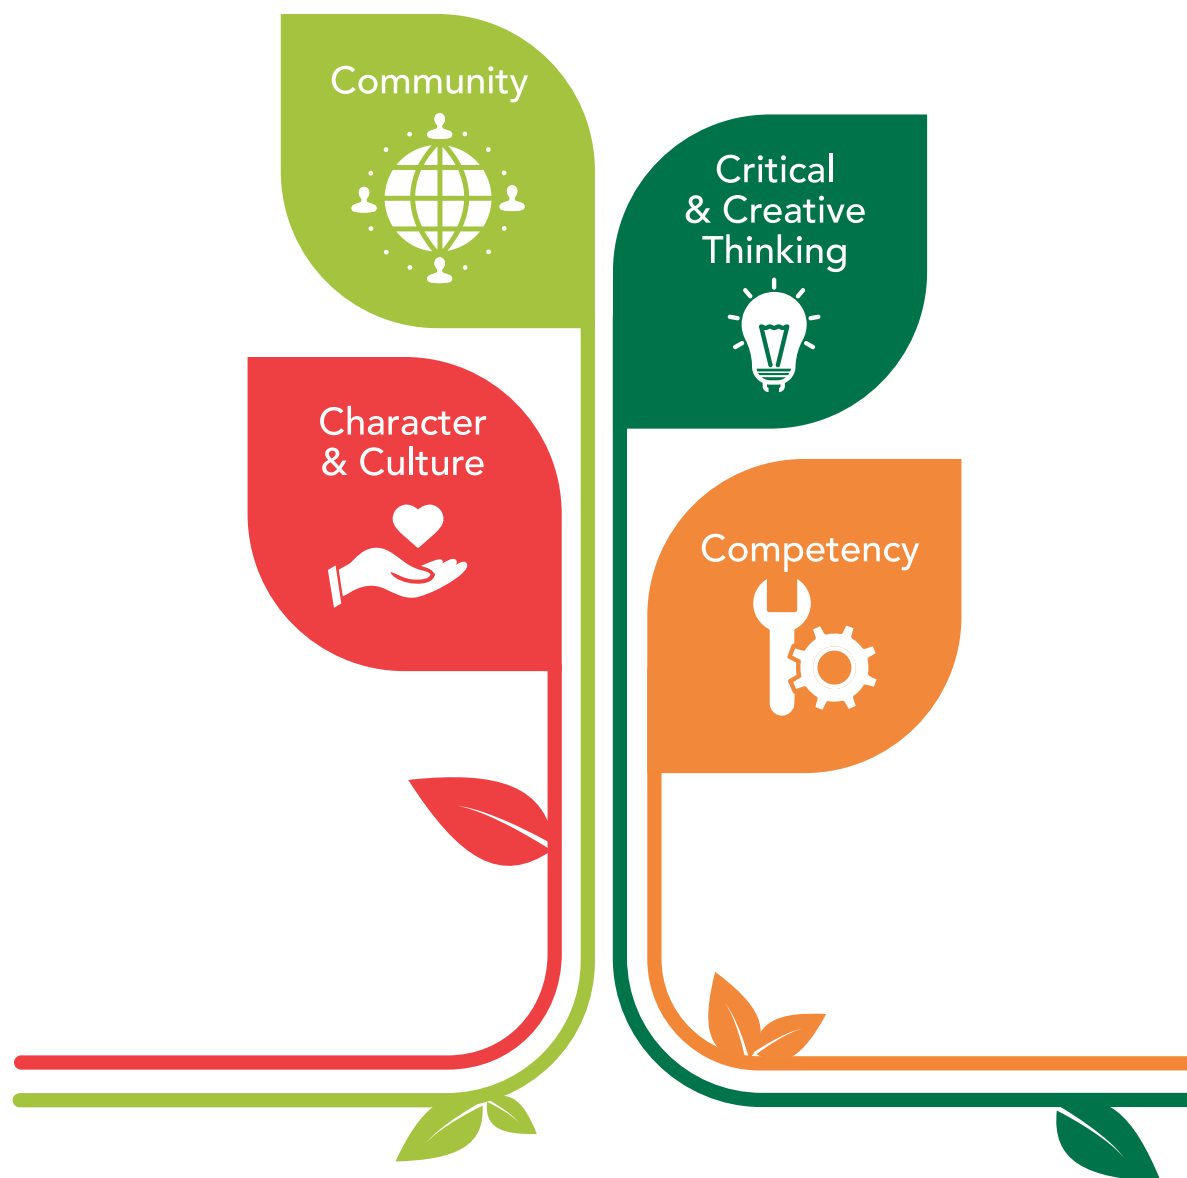 Community
Critical
& Creative
Thinking
Character
& Culture
Competency